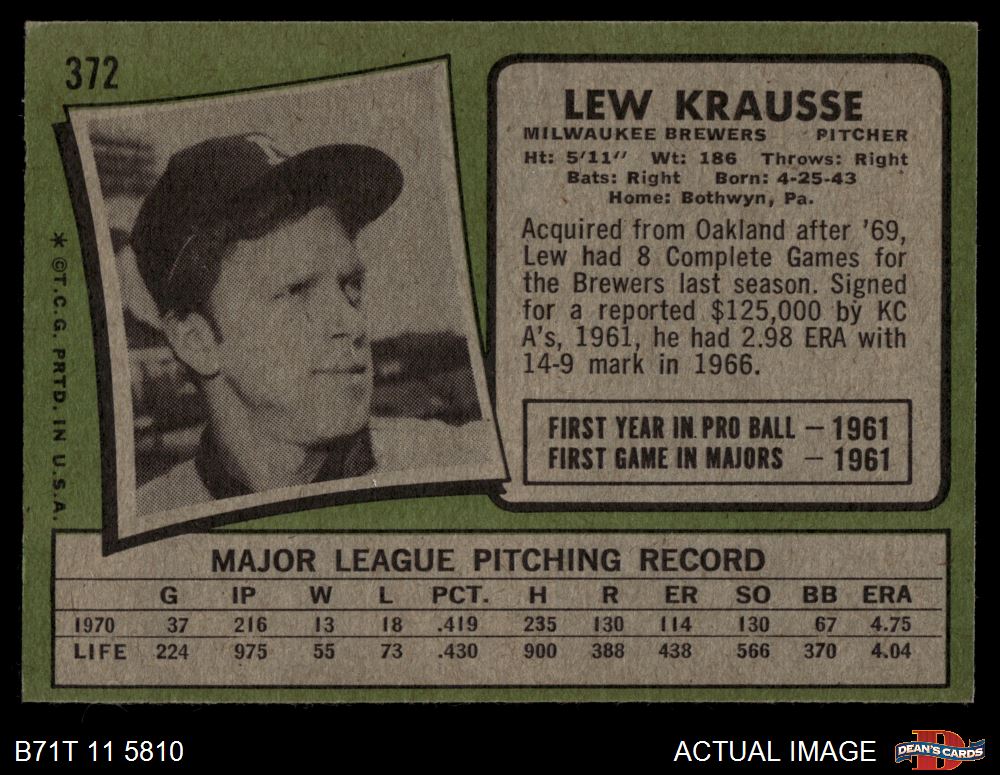 372
LEW KRAUSSE
MILWAUKEE BREWERS PITCHER
Ht: 5'11" Wt: 186 Throws: Right
Bats: Right Born: 4-25-43
Home: Bothwyn, Pa.
Acquired from Oakland after '69,
Lew had 8 Complete Games for
the Brewers last season. Signed
for a reported $125,000 by KC
A's, 1961, he had 2.98 ERA with
14-9 mark in 1966.
FIRST YEAR IN PRO BALL – 1961
FIRST GAME IN MAJORS – 1961
* ©T.C.G. PRTD. IN U.S.A.
MAJOR LEAGUE PITCHING RECORD
G IP W L PCT. H R ER SO BB ERA
1970 37 216 13 18 .419 235 130 114 130 67 4.75
LIFE 224 975 55 73 .430 900 388 438 566 370 4.04
B71T 11 5810 ACTUAL IMAGE DEAN'S CARDS